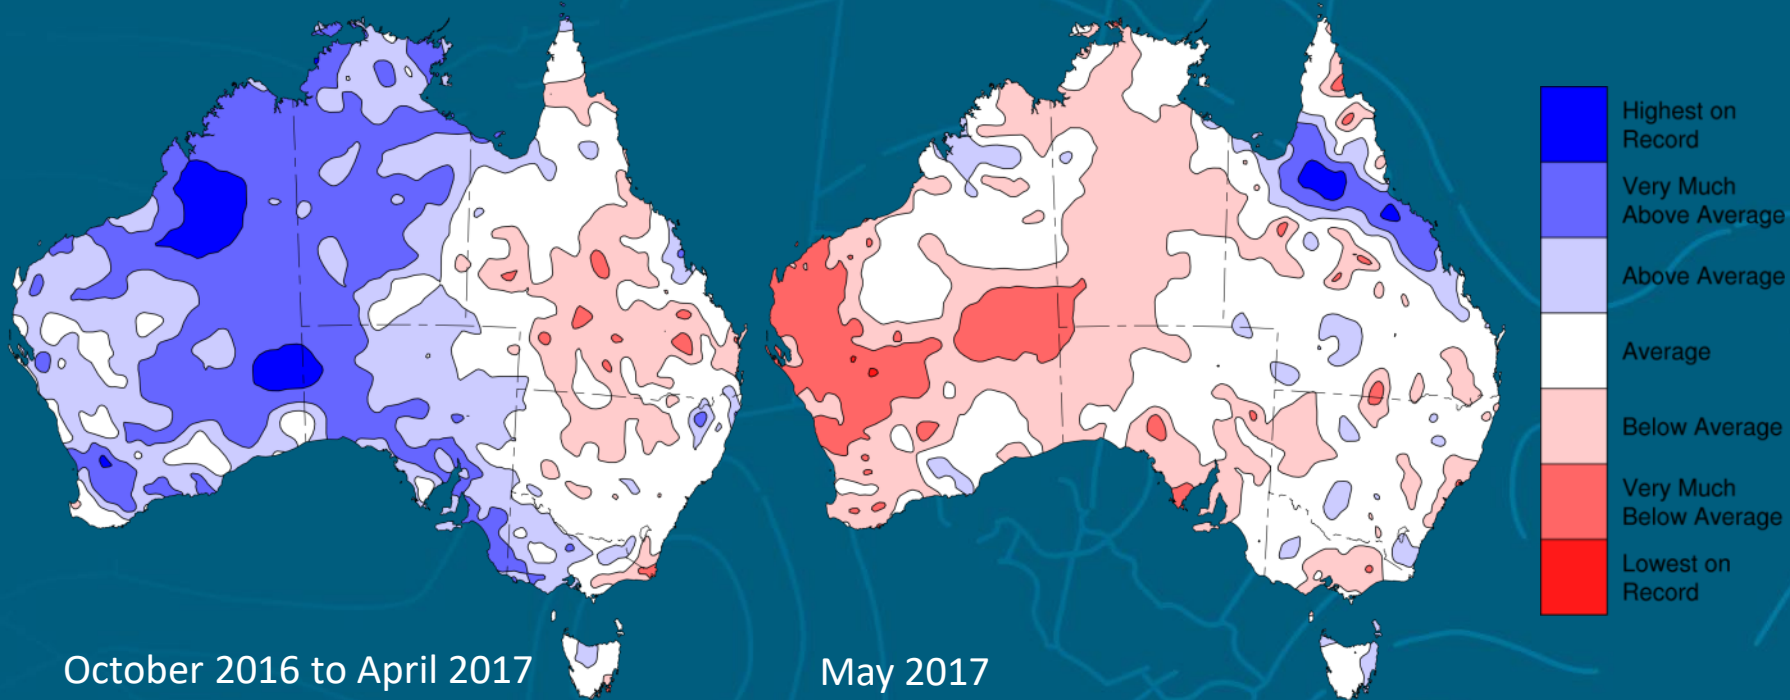 Highest on
Record
Very Much
Above Average
Above Average
Average
Below Average
Very Much
Below Average
Lowest on
Record
October 2016 to April 2017
May 2017